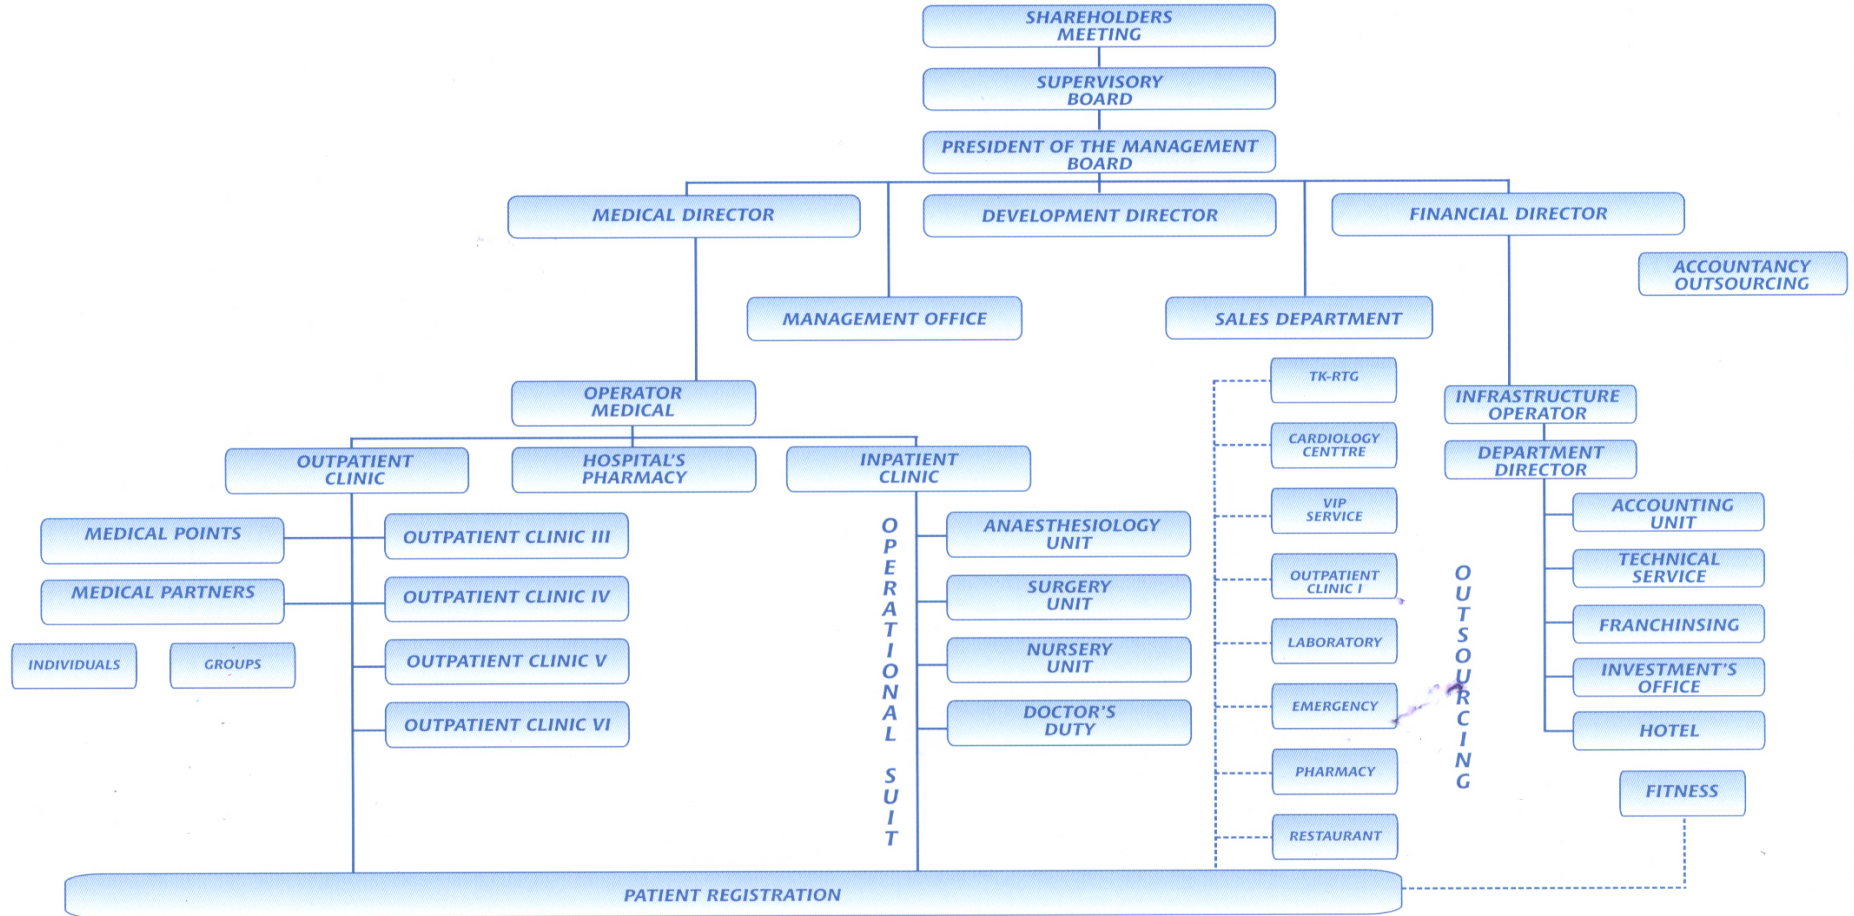 SHAREHOLDERS
MEETING
SUPERVISORY
BOARD
PRESIDENT OF THE MANAGEMENT
BOARD
MEDICAL DIRECTOR
DEVELOPMENT DIRECTOR
FINANCIAL DIRECTOR
ACCOUNTANCY
OUTSOURCING
MANAGEMENT OFFICE
SALES DEPARTMENT
OPERATOR
MEDICAL
OUTPATIENT
CLINIC
HOSPITAL'S
PHARMACY
INPATIENT
CLINIC
MEDICAL POINTS
MEDICAL PARTNERS
INDIVIDUALS
GROUPS
OUTPATIENT CLINIC III
OUTPATIENT CLINIC IV
OUTPATIENT CLINIC V
OUTPATIENT CLINIC VI
OPERATIONAL SUIT
ANAESTHESIOLOGY
UNIT
SURGERY
UNIT
NURSERY
UNIT
DOCTOR'S
DUTY
TK-RTG
CARDIOLOGY
CENTTRE
VIP
SERVICE
OUTPATIENT
CLINIC I
LABORATORY
EMERGENCY
PHARMACY
RESTAURANT
OUTSOURCING
INFRASTRUCTURE
OPERATOR
DEPARTMENT
DIRECTOR
ACCOUNTING
UNIT
TECHNICAL
SERVICE
FRANCHINSING
INVESTMENT'S
OFFICE
HOTEL
FITNESS
PATIENT REGISTRATION